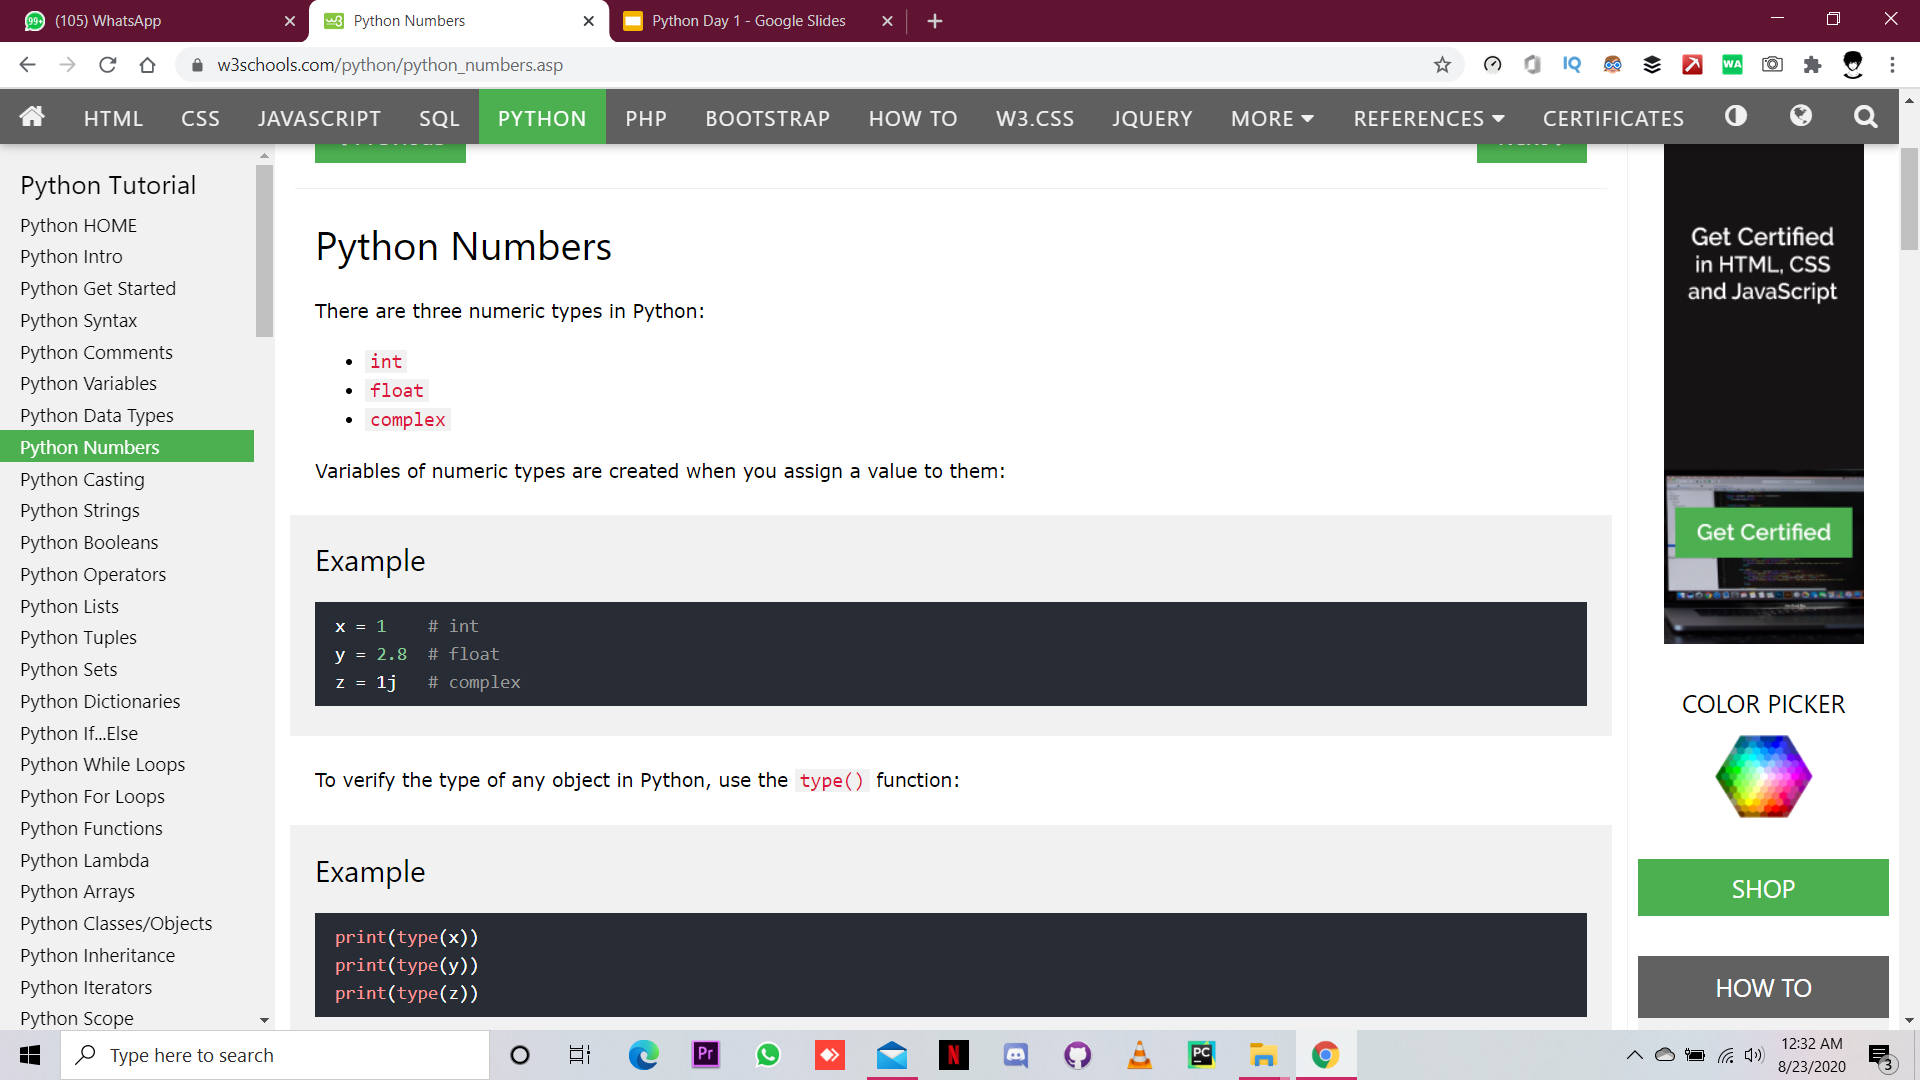 (105) WhatsApp
Python Numbers
Python Day 1 - Google Slides
w3schools.com/python/python_numbers.asp
HTML CSS JAVASCRIPT SQL PYTHON PHP BOOTSTRAP HOW TO W3.CSS JQUERY MORE REFERENCES CERTIFICATES
Python Tutorial
Python HOME
Python Intro
Python Get Started
Python Syntax
Python Comments
Python Variables
Python Data Types
Python Numbers
Python Casting
Python Strings
Python Booleans
Python Operators
Python Lists
Python Tuples
Python Sets
Python Dictionaries
Python If...Else
Python While Loops
Python For Loops
Python Functions
Python Lambda
Python Arrays
Python Classes/Objects
Python Inheritance
Python Iterators
Python Scope
Python Numbers
There are three numeric types in Python:
int
float
complex
Variables of numeric types are created when you assign a value to them:
Example
x = 1    # int
y = 2.8  # float
z = 1j   # complex
To verify the type of any object in Python, use the type() function:
Example
print(type(x))
print(type(y))
print(type(z))
Get Certified
in HTML, CSS
and JavaScript
Get Certified
COLOR PICKER
SHOP
HOW TO
Type here to search
12:32 AM
8/23/2020
3
99+
IQ
WA
Pr
N
PC